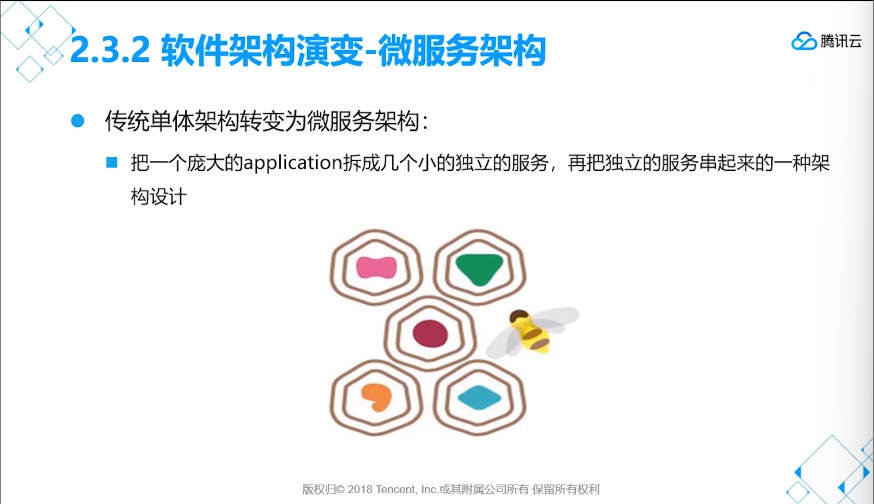 2.3.2 软件架构演变-微服务架构
腾讯云
传统单体架构转变为微服务架构：
把一个庞大的application拆成几个小的独立的服务，再把独立的服务串起来的一种架
构设计
版权归© 2018 Tencent, Inc.或其附属公司所有 保留所有权利